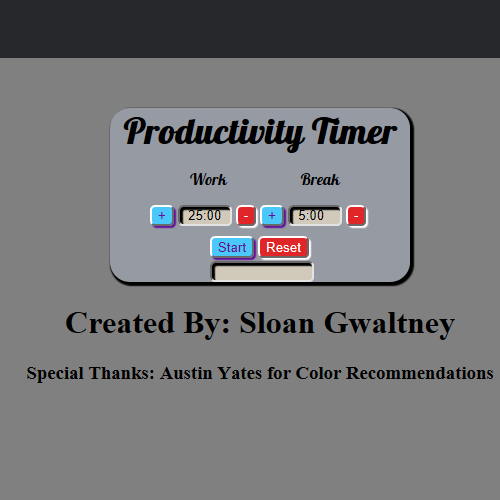 Productivity Timer
Work Break
+ 25:00 - + 5:00 -
Start Reset
Created By: Sloan Gwaltney
Special Thanks: Austin Yates for Color Recommendations